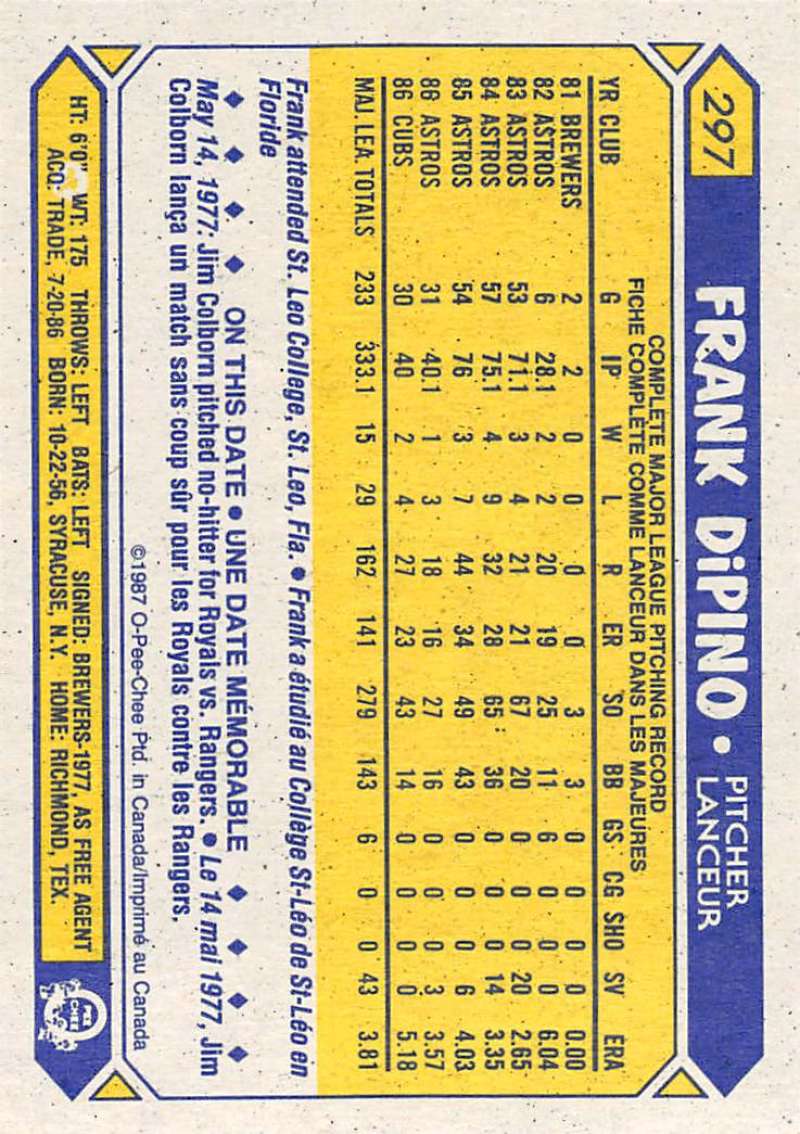 297
FRANK DiPINO • PITCHER
LANCEUR
COMPLETE MAJOR LEAGUE PITCHING RECORD
FICHE COMPLÈTE COMME LANCEUR DANS LES MAJEURES
YR CLUB G IP W L R ER SO BB GS CG SHO SV ERA
81 BREWERS 2 2 0 0 0 0 3 3 0 0 0 0 0.00
82 ASTROS 6 28.1 2 2 20 19 25 11 6 0 0 0 6.04
83 ASTROS 53 71.1 3 4 21 21 67 20 0 0 0 20 2.65
84 ASTROS 57 75.1 4 9 32 28 65 36 0 0 0 14 3.35
85 ASTROS 54 76 3 7 44 34 49 43 0 0 0 6 4.03
86 ASTROS 31 40.1 1 3 18 16 27 16 0 0 0 3 3.57
86 CUBS 30 40 2 4 27 23 43 14 0 0 0 0 5.18
MAJ. LEA. TOTALS 233 333.1 15 29 162 141 279 143 6 0 0 43 3.81
Frank attended St. Leo College, St. Leo, Fla. • Frank a étudié au Collège St-Léo de St-Léo en
Floride
♦ ♦ ♦ ♦ ON THIS DATE • UNE DATE MÉMORABLE ♦ ♦ ♦ ♦
May 14, 1977: Jim Colborn pitched no-hitter for Royals vs. Rangers. • Le 14 mai 1977, Jim
Colborn lança un match sans coup sûr pour les Royals contre les Rangers.
©1987 O-Pee-Chee Ptd. in Canada/Imprimé au Canada
HT: 6'0" WT: 175 THROWS: LEFT BATS: LEFT SIGNED: BREWERS-1977, AS FREE AGENT
ACQ: TRADE, 7-20-86 BORN: 10-22-56, SYRACUSE, N.Y. HOME: RICHMOND, TEX.
O
PEE
CHEE